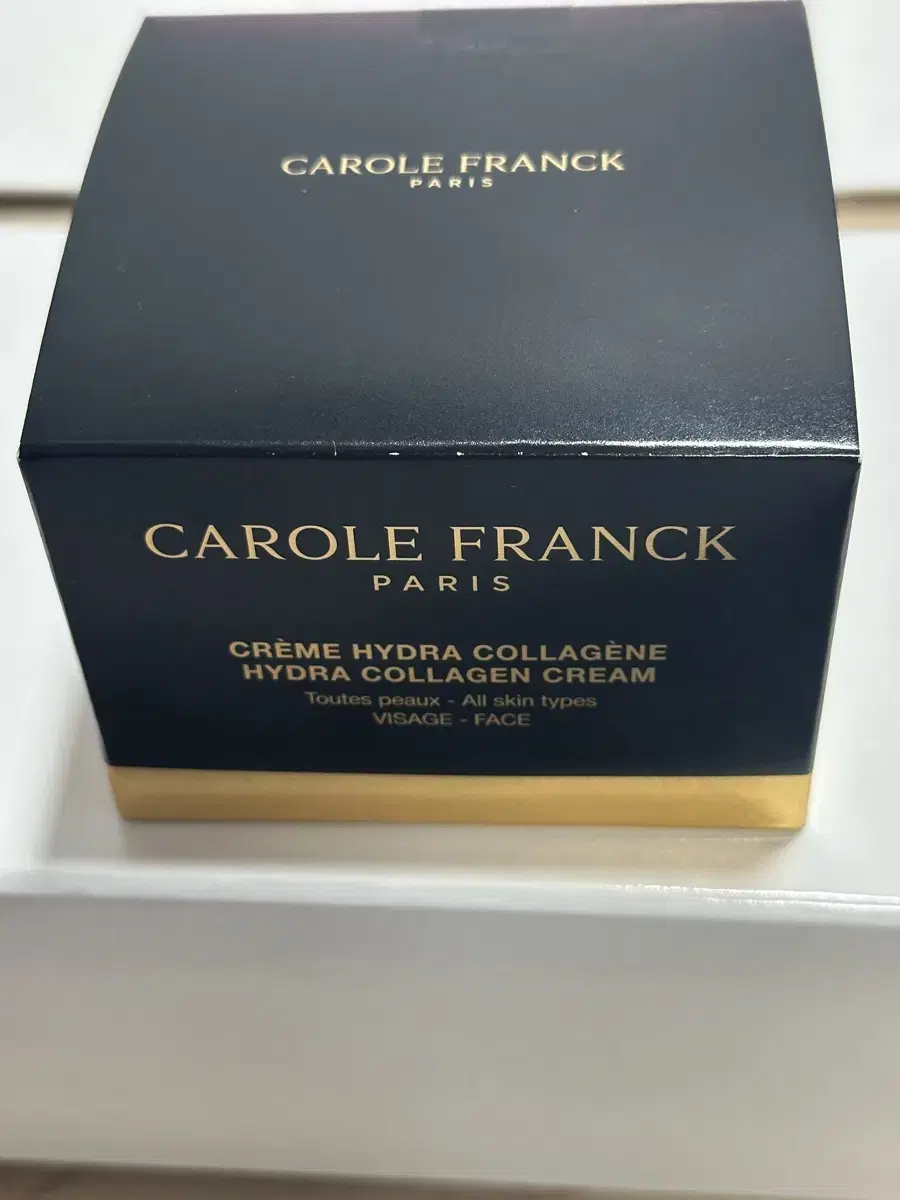 CAROLE FRANCK
PARIS
CAROLE FRANCK
PARIS
CRÈME HYDRA COLLAGÈNE
HYDRA COLLAGEN CREAM
Toutes peaux - All skin types
VISAGE - FACE